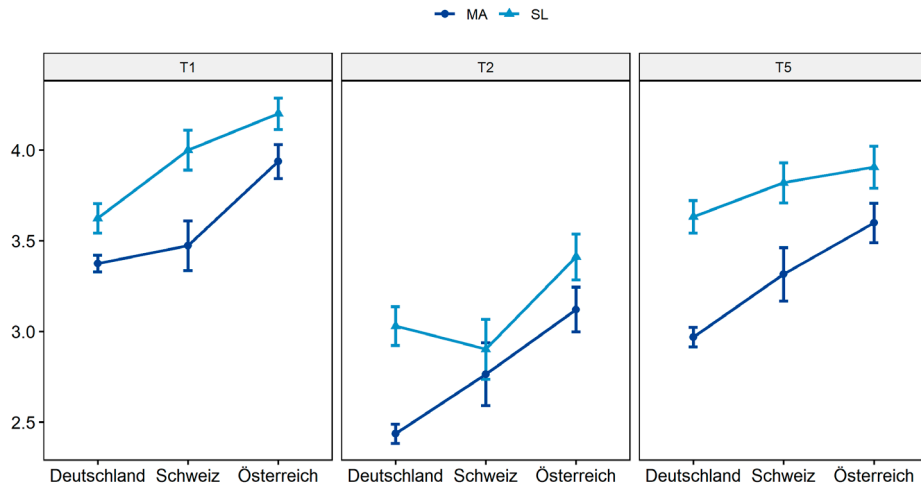 MA SL
T1 T2 T5
4.0
3.5
3.0
2.5
Deutschland Schweiz Österreich Deutschland Schweiz Österreich Deutschland Schweiz Österreich